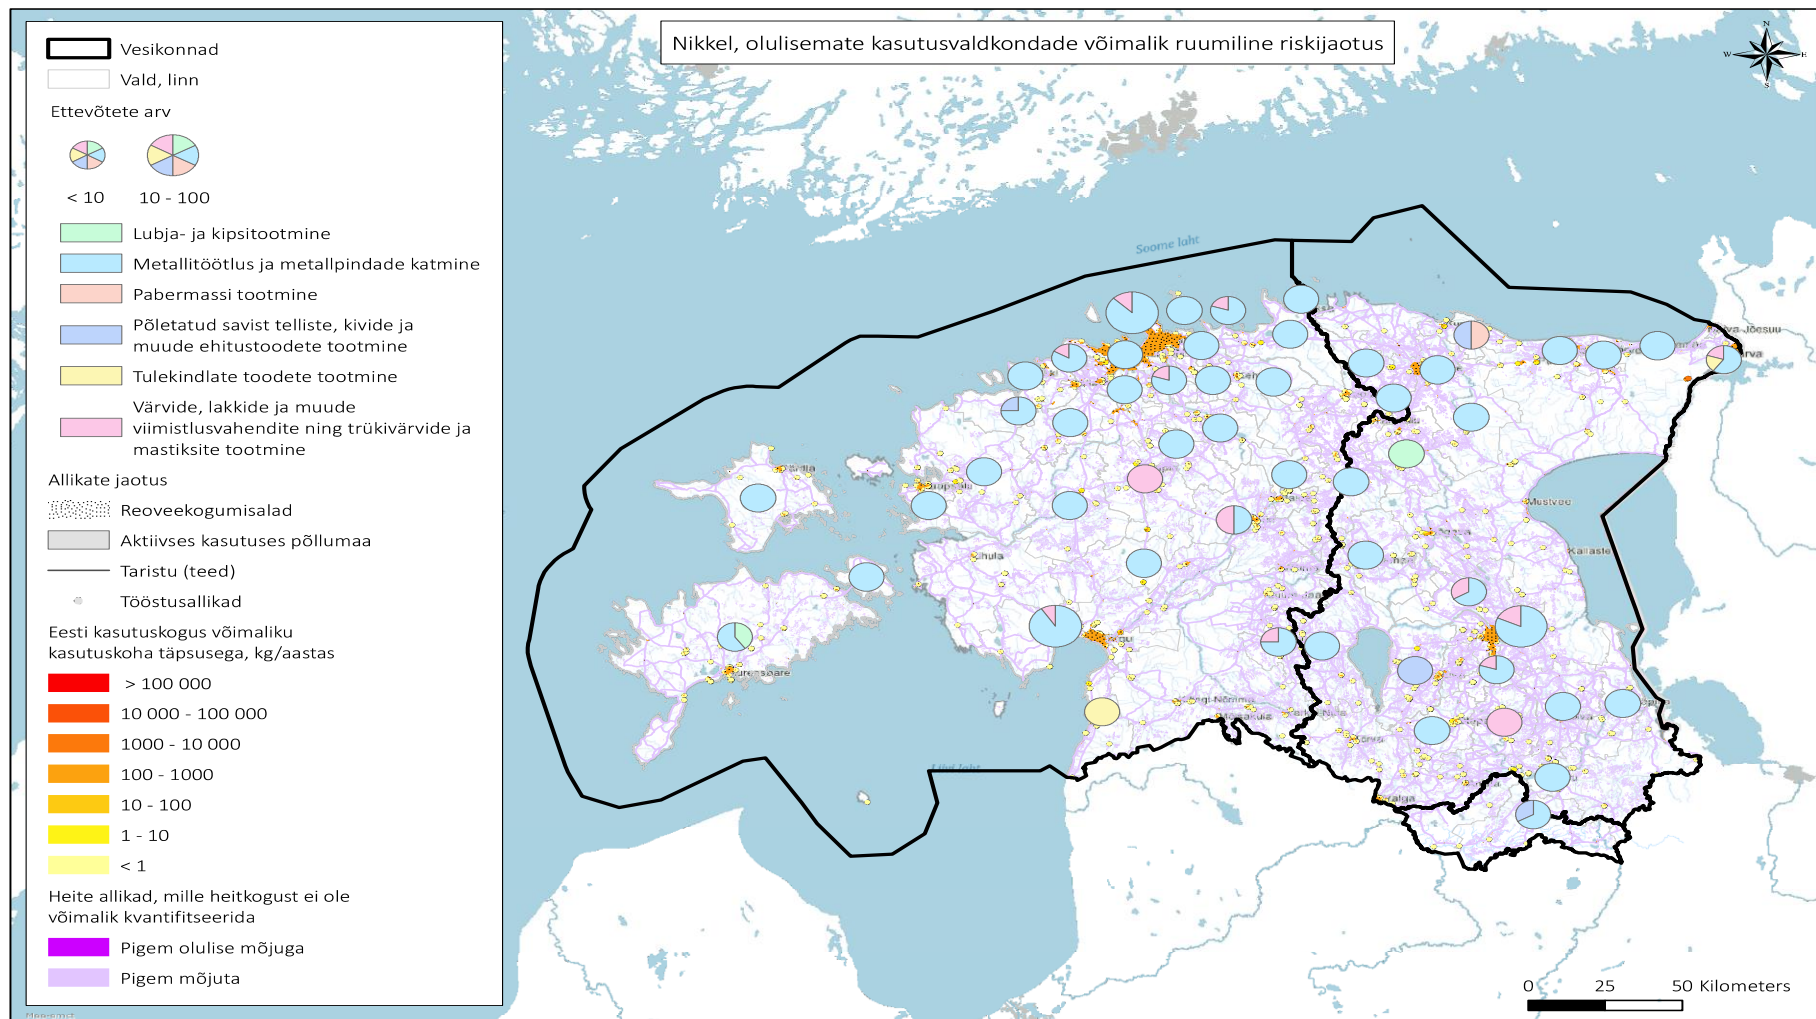 Nikkel, olulisemate kasutusvaldkondade võimalik ruumiline riskijaotus
N
W
E
S
Vesikonnad
Vald, linn
Ettevõtete arv
< 10
10 - 100
Lubja- ja kipsitootmine
Metallitöötlus ja metallpindade katmine
Pabermassi tootmine
Põletatud savist telliste, kivide ja
muude ehitustoodete tootmine
Tulekindlate toodete tootmine
Värvide, lakkide ja muude
viimistlusvahendite ning trükivärvide ja
mastiksite tootmine
Allikate jaotus
Reoveekogumisalad
Aktiivses kasutuses põllumaa
Taristu (teed)
Tööstusallikad
Eesti kasutuskogus võimaliku
kasutuskoha täpsusega, kg/aastas
> 100 000
10 000 - 100 000
1000 - 10 000
100 - 1000
10 - 100
1 - 10
< 1
Heite allikad, mille heitkogust ei ole
võimalik kvantifitseerida
Pigem olulise mõjuga
Pigem mõjuta
Soome laht
Mustvee
Kallaste
Liivi laht
0
25
50 Kilometers